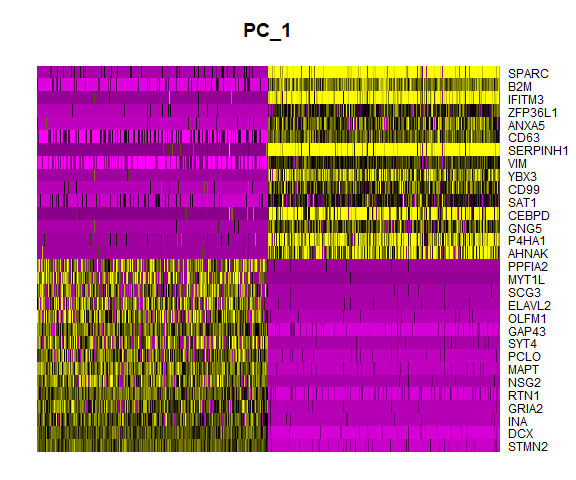 PC_1
SPARC
B2M
IFITM3
ZFP36L1
ANXA5
CD63
SERPINH1
VIM
YBX3
CD99
SAT1
CEBPD
GNG5
P4HA1
AHNAK
PPFIA2
MYT1L
SCG3
ELAVL2
OLFM1
GAP43
SYT4
PCLO
MAPT
NSG2
RTN1
GRIA2
INA
DCX
STMN2